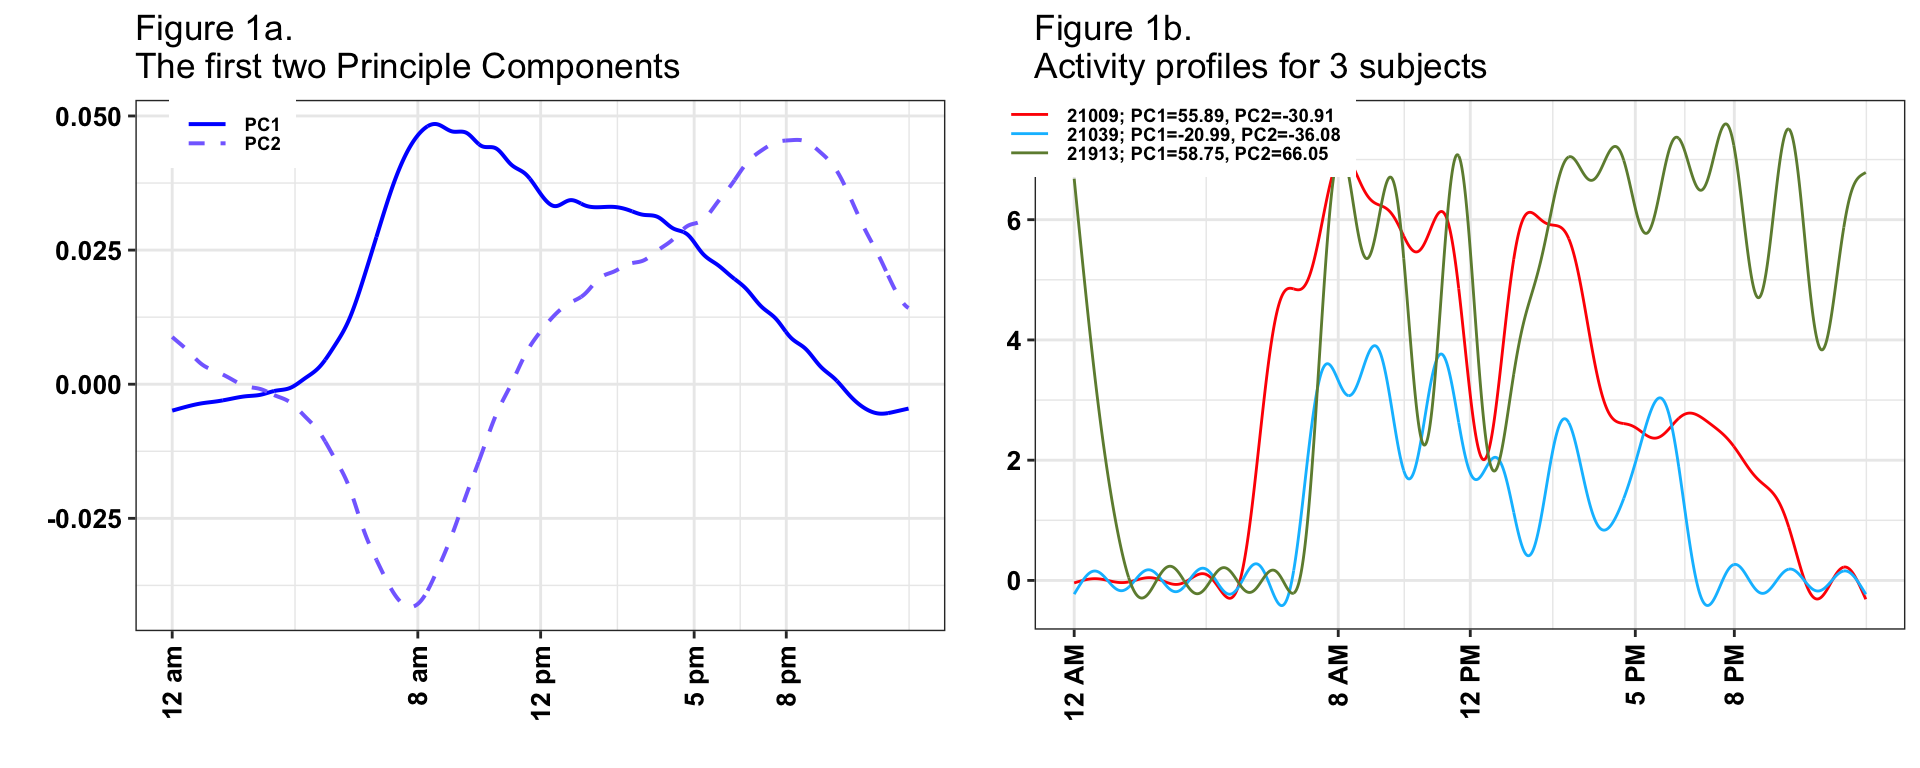 Figure 1a.
The first two Principle Components
PC1
PC2
0.050
0.025
0.000
-0.025
12 am
8 am
12 pm
5 pm
8 pm
Figure 1b.
Activity profiles for 3 subjects
21009; PC1=55.89, PC2=-30.91
21039; PC1=-20.99, PC2=-36.08
21913; PC1=58.75, PC2=66.05
6
4
2
0
12 AM
8 AM
12 PM
5 PM
8 PM